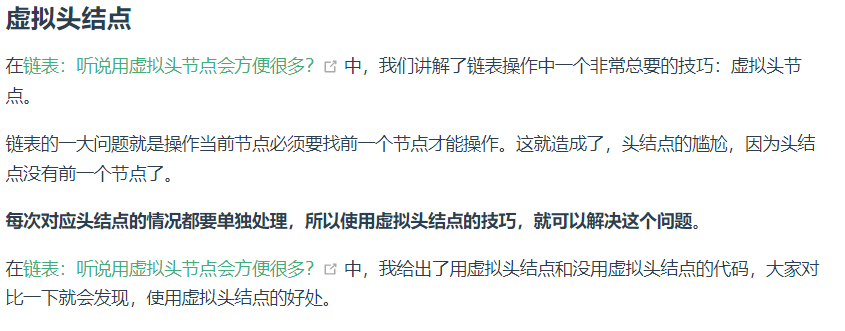 虚拟头结点
在链表：听说用虚拟头节点会方便很多？ 中，我们讲解了链表操作中一个非常总要的技巧：虚拟头节
点。
链表的一大问题就是操作当前节点必须要找前一个节点才能操作。这就造成了，头结点的尴尬，因为头结
点没有前一个节点了。
每次对应头结点的情况都要单独处理，所以使用虚拟头结点的技巧，就可以解决这个问题。
在链表：听说用虚拟头节点会方便很多？ 中，我给出了用虚拟头结点和没用虚拟头结点的代码，大家对
比一下就会发现，使用虚拟头结点的好处。